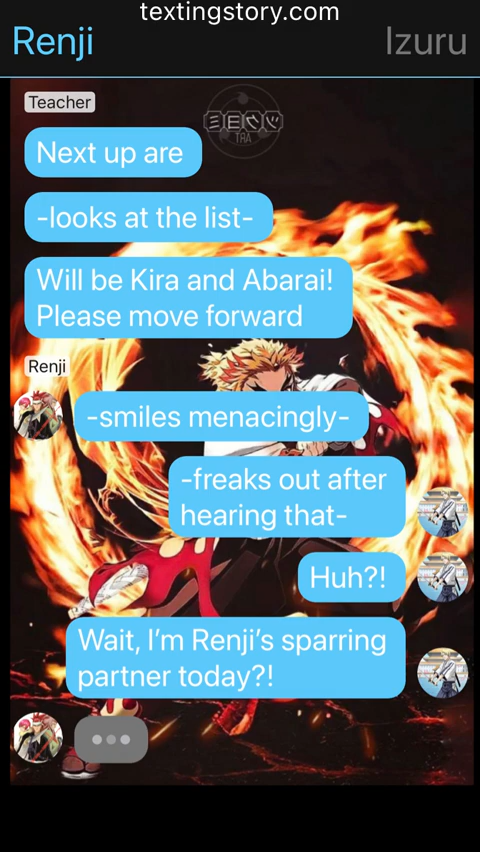 textingstory.com
Renji
Izuru
Teacher
Next up are
-looks at the list-
Will be Kira and Abarai!
Please move forward
Renji
-smiles menacingly-
-freaks out after
hearing that-
Huh?!
Wait, I’m Renji’s sparring
partner today?!